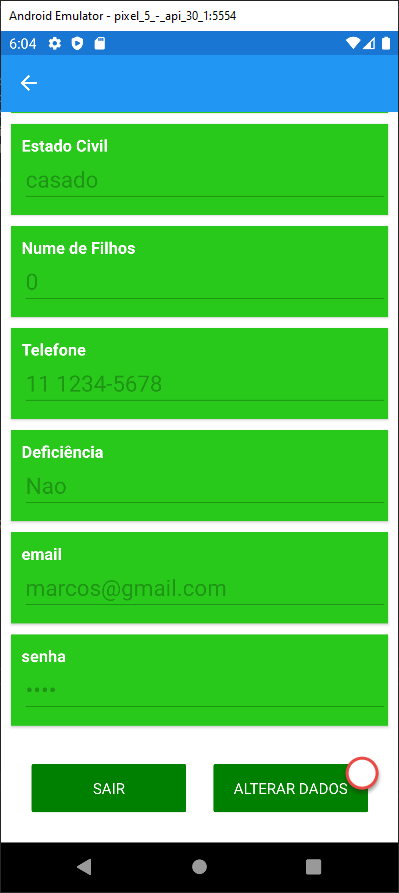 Android Emulator - pixel_5_-_api_30_1:5554
6:04
Estado Civil
casado
Nume de Filhos
0
Telefone
11 1234-5678
Deficiência
Nao
email
marcos@gmail.com
senha
••••
SAIR
ALTERAR DADOS